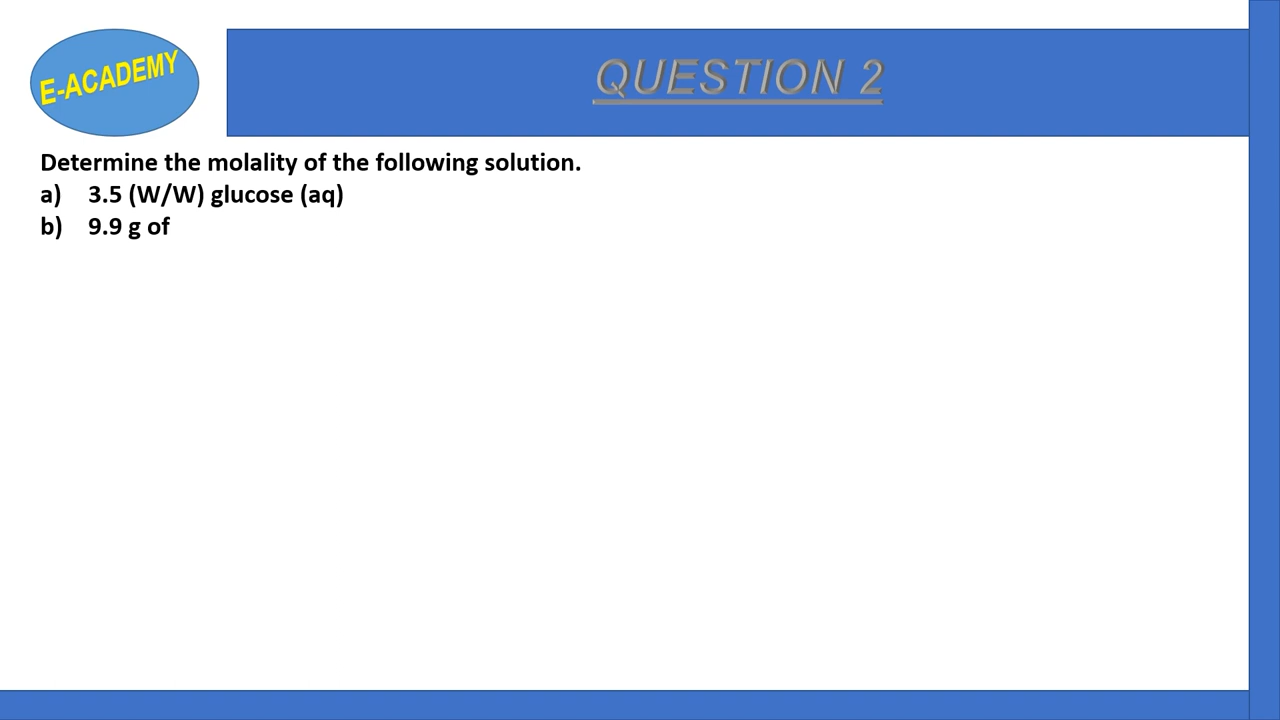 E-ACADEMY
QUESTION 2
Determine the molality of the following solution.
a) 3.5 (W/W) glucose (aq)
b) 9.9 g of